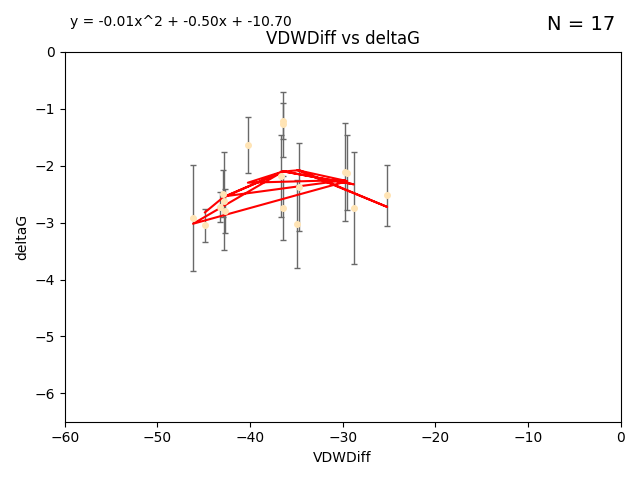 y = -0.01x^2 + -0.50x + -10.70
N = 17
VDWDiff vs deltaG
0
−1
−2
−3
−4
−5
−6
deltaG
−60 −50 −40 −30 −20 −10 0
VDWDiff